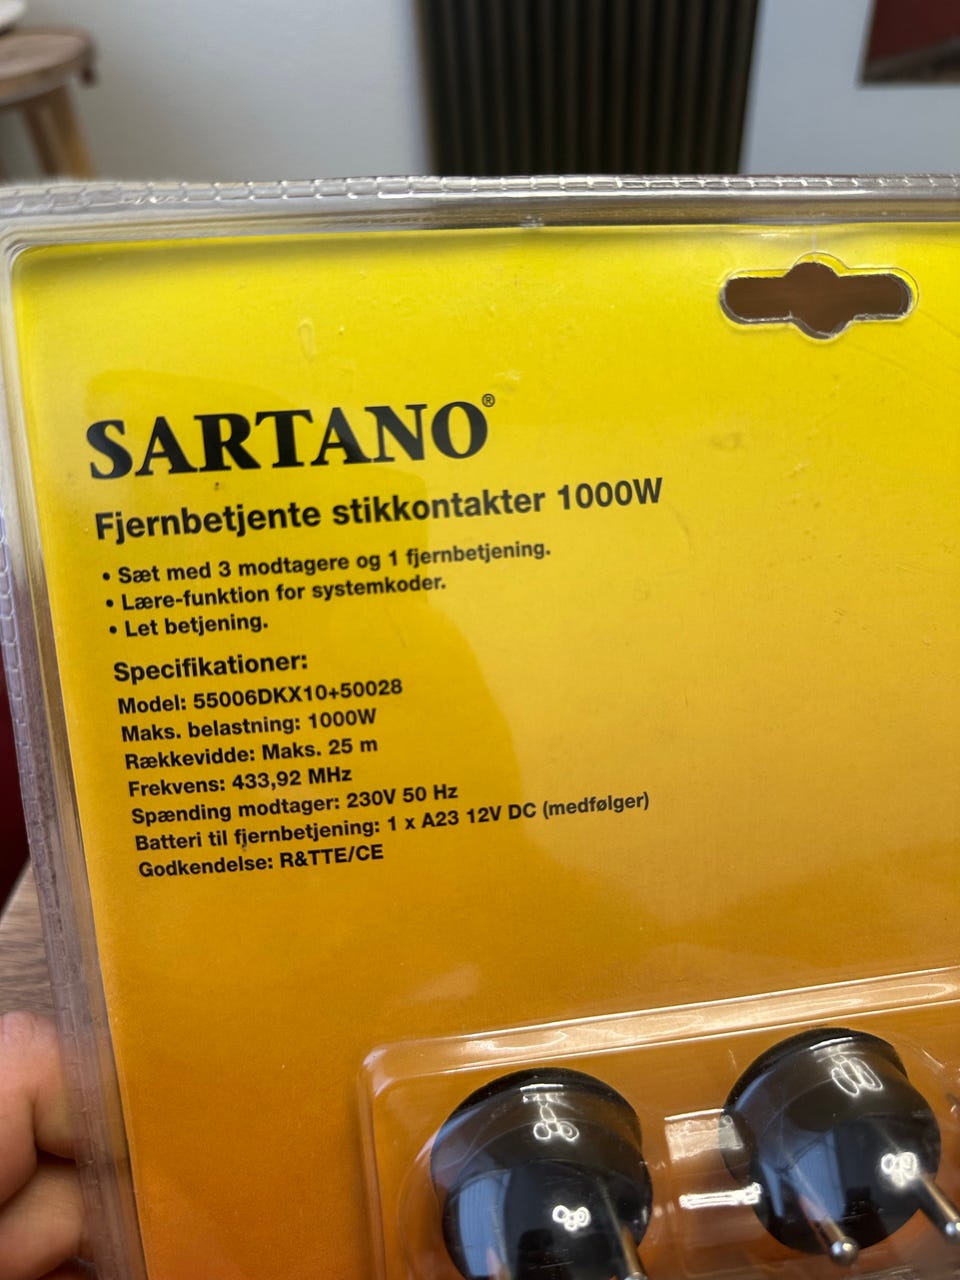 SARTANO®
Fjernbetjente stikkontakter 1000W
• Sæt med 3 modtagere og 1 fjernbetjening.
• Lære-funktion for systemkoder.
• Let betjening.
Specifikationer:
Model: 55006DKX10+50028
Maks. belastning: 1000W
Rækkevidde: Maks. 25 m
Frekvens: 433,92 MHz
Spænding modtager: 230V 50 Hz
Batteri til fjernbetjening: 1 x A23 12V DC (medfølger)
Godkendelse: R&TTE/CE